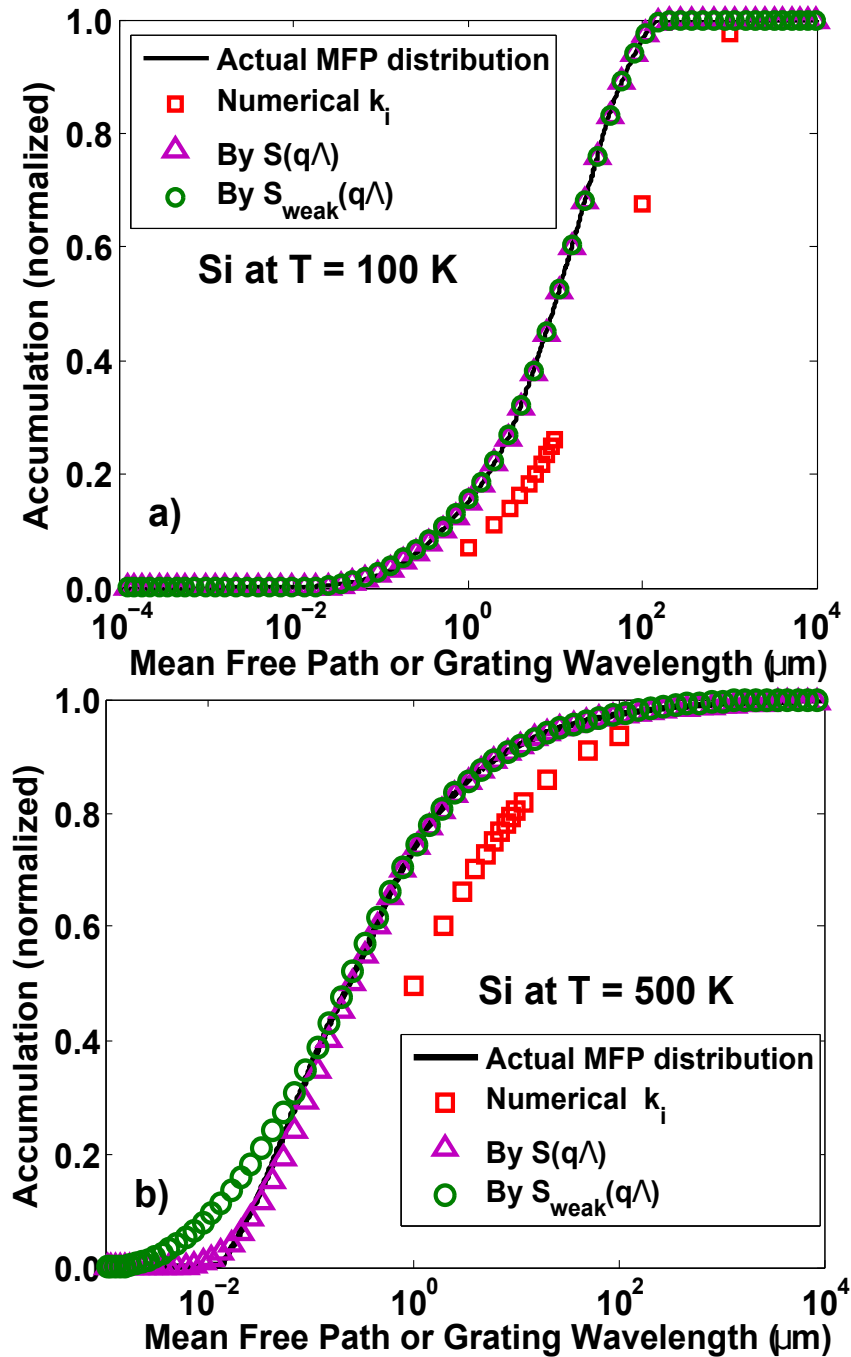 1.0
0.8
0.6
0.4
0.2
0.0
Accumulation (normalized)
Actual MFP distribution
Numerical k_i
By S(q/\)
By S_weak(q/\)
Si at T = 100 K
a)
10^−4 10^−2 10^0 10^2 10^4
Mean Free Path or Grating Wavelength (μm)
1.0
0.8
0.6
0.4
0.2
0.0
Accumulation (normalized)
Si at T = 500 K
Actual MFP distribution
Numerical k_i
By S(q/\)
By S_weak(q/\)
b)
10^−2 10^0 10^2 10^4
Mean Free Path or Grating Wavelength (μm)